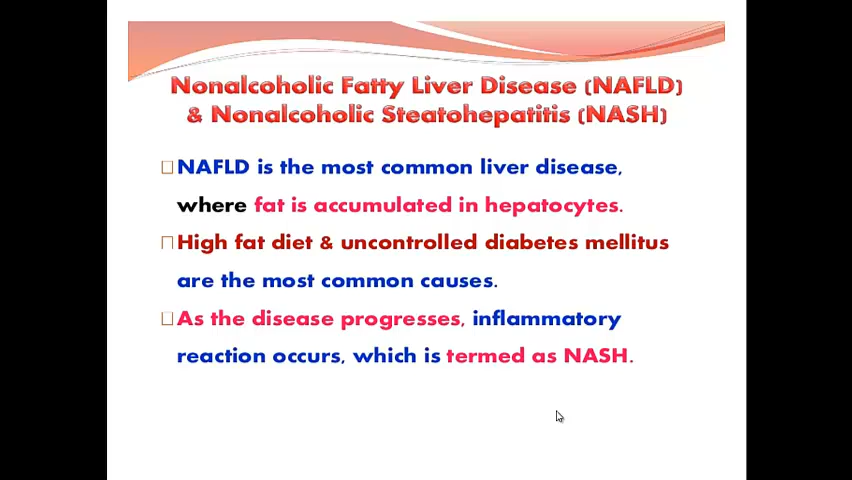 Nonalcoholic Fatty Liver Disease (NAFLD)
& Nonalcoholic Steatohepatitis (NASH)
NAFLD is the most common liver disease,
where fat is accumulated in hepatocytes.
High fat diet & uncontrolled diabetes mellitus
are the most common causes.
As the disease progresses, inflammatory
reaction occurs, which is termed as NASH.